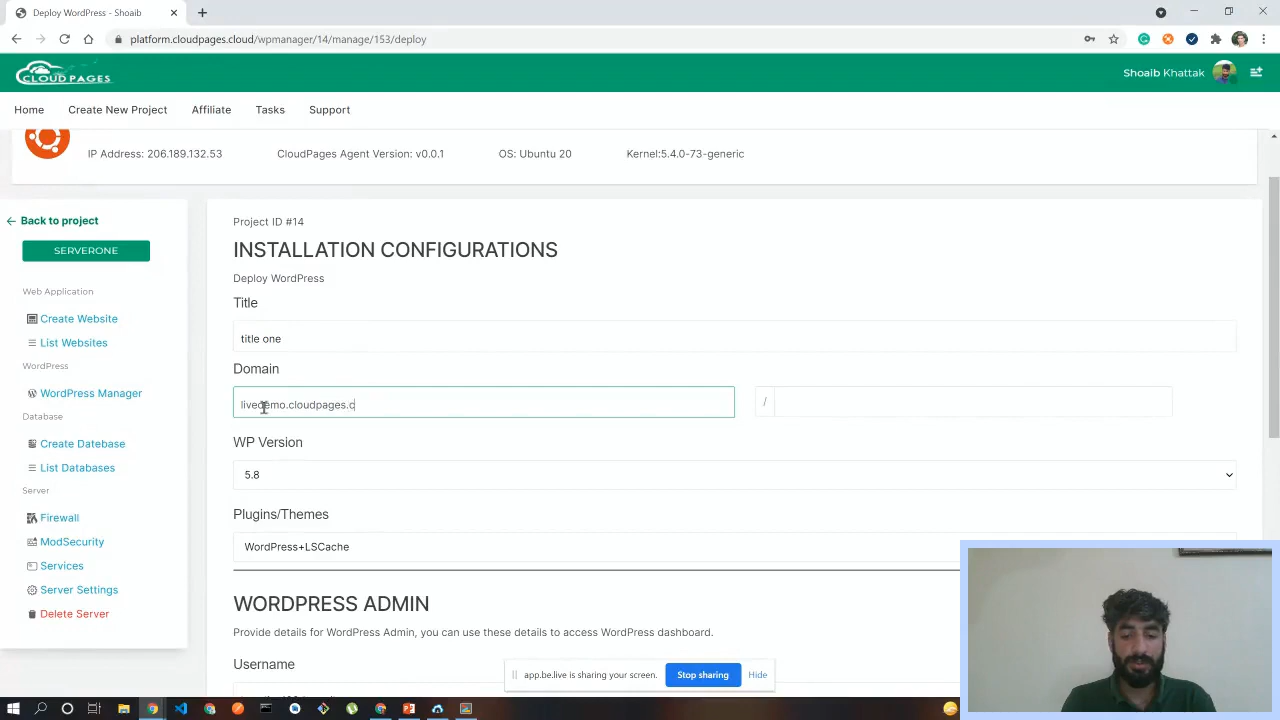 Deploy WordPress - Shoaib
platform.cloudpages.cloud/wpmanager/14/manage/153/deploy
CLOUDPAGES
Shoaib Khattak
Home Create New Project Affiliate Tasks Support
IP Address: 206.189.132.53 CloudPages Agent Version: v0.0.1 OS: Ubuntu 20 Kernel:5.4.0-73-generic
Back to project
SERVERONE
Web Application
Create Website
List Websites
WordPress
WordPress Manager
Database
Create Datebase
List Databases
Server
Firewall
ModSecurity
Services
Server Settings
Delete Server
Project ID #14
INSTALLATION CONFIGURATIONS
Deploy WordPress
Title
title one
Domain
livedemo.cloudpages.c /
WP Version
5.8
Plugins/Themes
WordPress+LSCache
WORDPRESS ADMIN
Provide details for WordPress Admin, you can use these details to access WordPress dashboard.
Username
app.be.live is sharing your screen. Stop sharing Hide